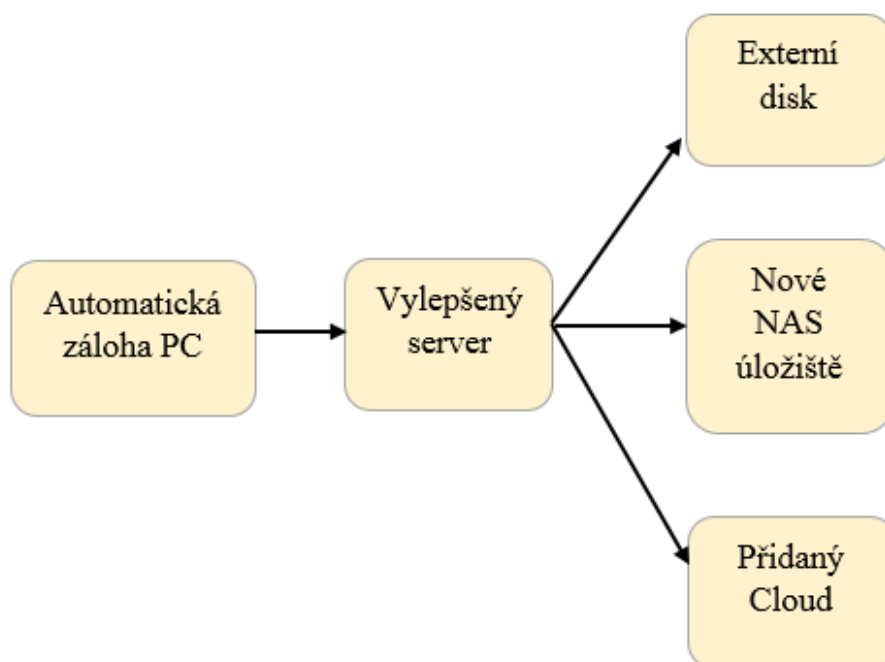 Automatická
záloha PC
Vylepšený
server
Externí
disk
Nové
NAS
úložiště
Přidaný
Cloud